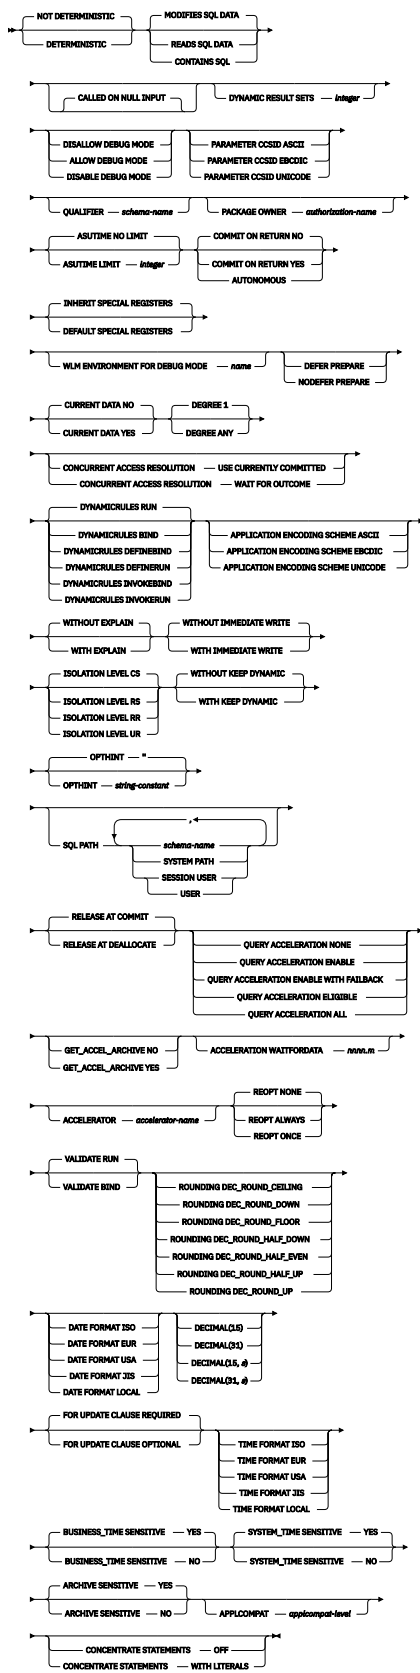 NOT DETERMINISTIC MODIFIES SQL DATA
DETERMINISTIC READS SQL DATA
CONTAINS SQL
CALLED ON NULL INPUT DYNAMIC RESULT SETS integer
DISALLOW DEBUG MODE PARAMETER CCSID ASCII
ALLOW DEBUG MODE PARAMETER CCSID EBCDIC
DISABLE DEBUG MODE PARAMETER CCSID UNICODE
QUALIFIER schema-name PACKAGE OWNER authorization-name
ASUTIME NO LIMIT COMMIT ON RETURN NO
ASUTIME LIMIT integer COMMIT ON RETURN YES
AUTONOMOUS
INHERIT SPECIAL REGISTERS
DEFAULT SPECIAL REGISTERS
WLM ENVIRONMENT FOR DEBUG MODE name DEFER PREPARE
NODEFER PREPARE
CURRENT DATA NO DEGREE 1
CURRENT DATA YES DEGREE ANY
CONCURRENT ACCESS RESOLUTION USE CURRENTLY COMMITTED
CONCURRENT ACCESS RESOLUTION WAIT FOR OUTCOME
DYNAMICRULES RUN
DYNAMICRULES BIND APPLICATION ENCODING SCHEME ASCII
DYNAMICRULES DEFINEBIND APPLICATION ENCODING SCHEME EBCDIC
DYNAMICRULES DEFINERUN APPLICATION ENCODING SCHEME UNICODE
DYNAMICRULES INVOKEBIND
DYNAMICRULES INVOKERUN
WITHOUT EXPLAIN WITHOUT IMMEDIATE WRITE
WITH EXPLAIN WITH IMMEDIATE WRITE
ISOLATION LEVEL CS WITHOUT KEEP DYNAMIC
ISOLATION LEVEL RS WITH KEEP DYNAMIC
ISOLATION LEVEL RR
ISOLATION LEVEL UR
OPTHINT ''
OPTHINT string-constant
,
SQL PATH schema-name
SYSTEM PATH
SESSION USER
USER
RELEASE AT COMMIT
RELEASE AT DEALLOCATE QUERY ACCELERATION NONE
QUERY ACCELERATION ENABLE
QUERY ACCELERATION ENABLE WITH FAILBACK
QUERY ACCELERATION ELIGIBLE
QUERY ACCELERATION ALL
GET_ACCEL_ARCHIVE NO ACCELERATION WAITFORDATA nnnn.m
GET_ACCEL_ARCHIVE YES
REOPT NONE
ACCELERATOR accelerator-name REOPT ALWAYS
REOPT ONCE
VALIDATE RUN
VALIDATE BIND ROUNDING DEC_ROUND_CEILING
ROUNDING DEC_ROUND_DOWN
ROUNDING DEC_ROUND_FLOOR
ROUNDING DEC_ROUND_HALF_DOWN
ROUNDING DEC_ROUND_HALF_EVEN
ROUNDING DEC_ROUND_HALF_UP
ROUNDING DEC_ROUND_UP
DATE FORMAT ISO DECIMAL(15)
DATE FORMAT EUR DECIMAL(31)
DATE FORMAT USA DECIMAL(15, s)
DATE FORMAT JIS DECIMAL(31, s)
DATE FORMAT LOCAL
FOR UPDATE CLAUSE REQUIRED
FOR UPDATE CLAUSE OPTIONAL TIME FORMAT ISO
TIME FORMAT EUR
TIME FORMAT USA
TIME FORMAT JIS
TIME FORMAT LOCAL
BUSINESS_TIME SENSITIVE YES SYSTEM_TIME SENSITIVE YES
BUSINESS_TIME SENSITIVE NO SYSTEM_TIME SENSITIVE NO
ARCHIVE SENSITIVE YES
ARCHIVE SENSITIVE NO APPLCOMPAT applcompat-level
CONCENTRATE STATEMENTS OFF
CONCENTRATE STATEMENTS WITH LITERALS